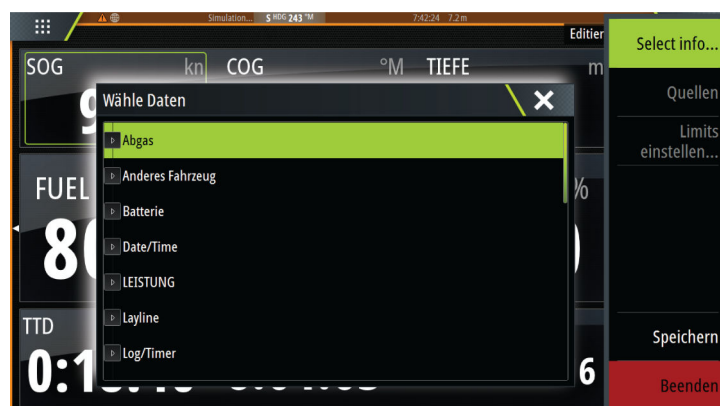 Simulation... S HDG 243 °M 7:42:24 7.2 m
Editier
SOG kn COG °M TIEFE m
Select info...
Wähle Daten
Quellen
Abgas
Limits
einstellen...
Anderes Fahrzeug
FUEL %
Batterie
Date/Time
LEISTUNG
Layline
TTD
Speichern
Log/Timer
6
Beenden